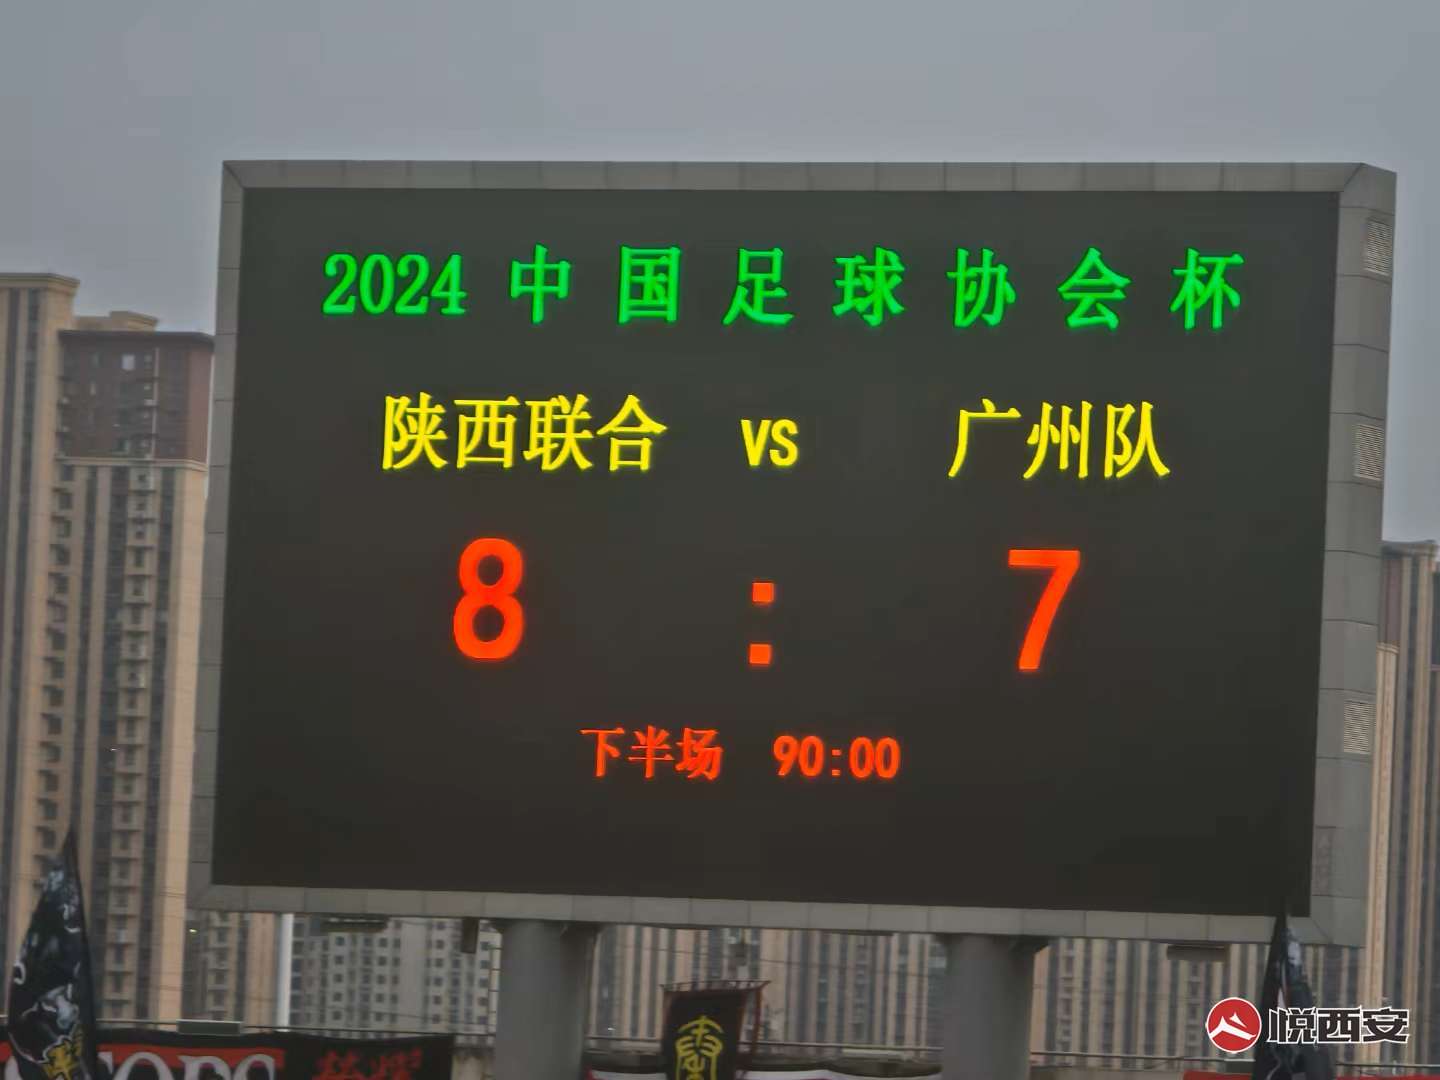 2024 中国足球协会杯
陕西联合 VS 广州队
8 : 7
下半场 90:00
悦西安